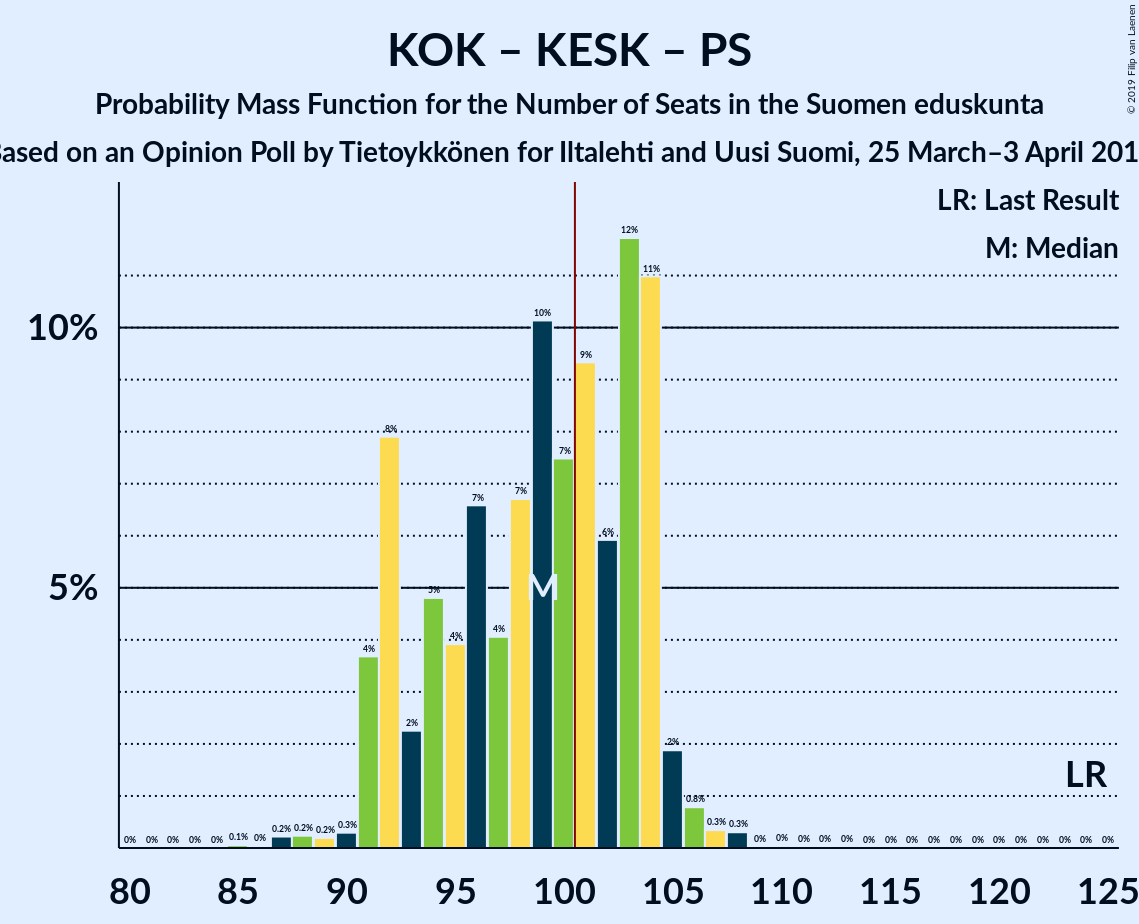 KOK – KESK – PS
Probability Mass Function for the Number of Seats in the Suomen eduskunta
Based on an Opinion Poll by Tietoykkönen for Iltalehti and Uusi Suomi, 25 March–3 April 201
© 2019 Filip van Laenen
LR: Last Result
M: Median
10%
5%
0% 0% 0% 0% 0% 0.1% 0% 0.2% 0.2% 0.2% 0.3% 4% 8% 2% 5% 4% 7% 4% 7% 10% 7% 9% 6% 12% 11% 2% 0.8% 0.3% 0.3% 0% 0% 0% 0% 0% 0% 0% 0% 0% 0% 0% 0% 0% 0% 0% 0% 0%
M
LR
80 85 90 95 100 105 110 115 120 125